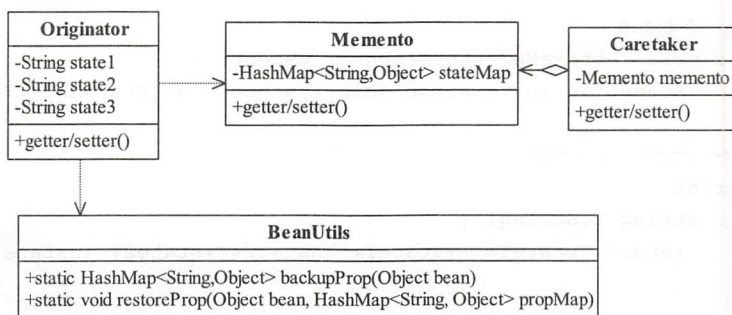 Originator
-String state1
-String state2
-String state3
+getter/setter()
Memento
-HashMap<String,Object> stateMap
+getter/setter()
Caretaker
-Memento memento
+getter/setter()
BeanUtils
+static HashMap<String,Object> backupProp(Object bean)
+static void restoreProp(Object bean, HashMap<String, Object> propMap)